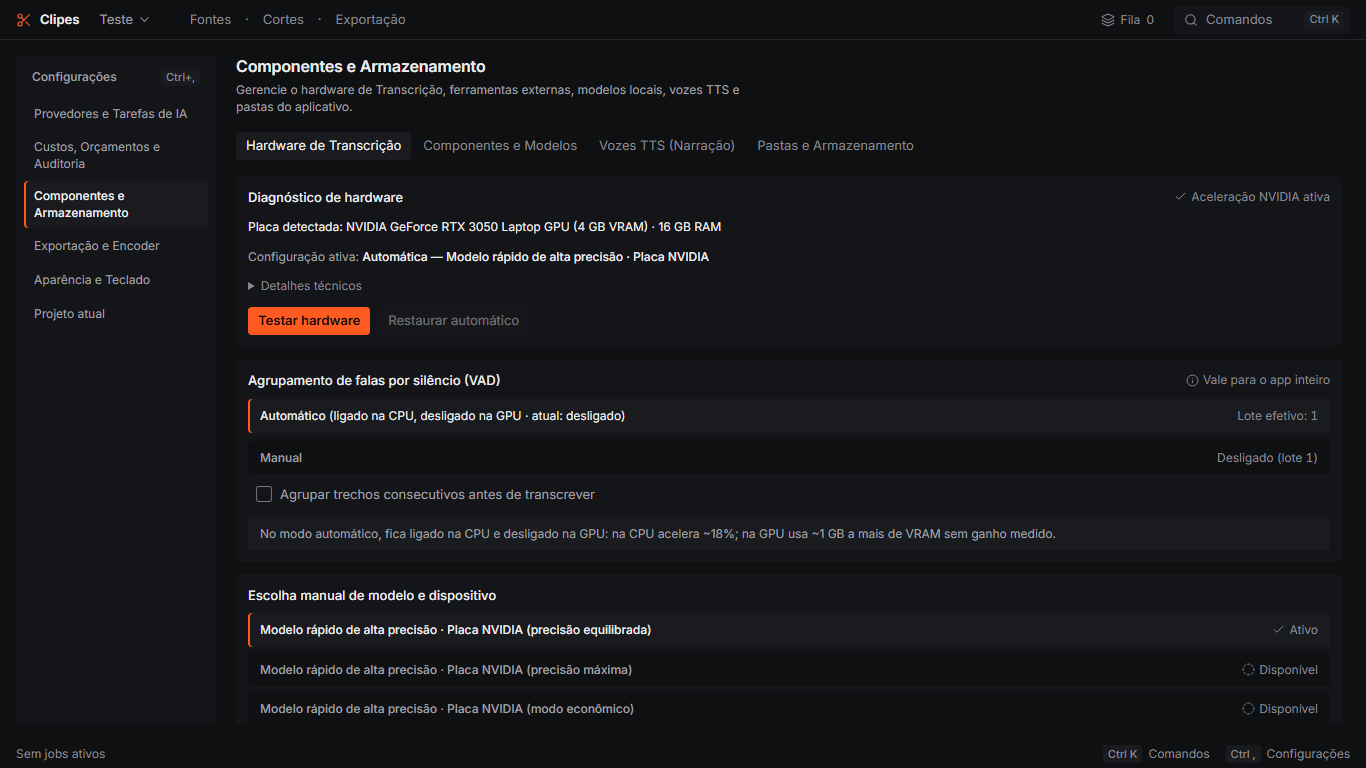 Clipes Teste Fontes · Cortes · Exportação Fila 0 Comandos Ctrl K
Configurações Ctrl+,
Provedores e Tarefas de IA
Custos, Orçamentos e
Auditoria
Componentes e
Armazenamento
Exportação e Encoder
Aparência e Teclado
Projeto atual
Componentes e Armazenamento
Gerencie o hardware de Transcrição, ferramentas externas, modelos locais, vozes TTS e
pastas do aplicativo.
Hardware de Transcrição Componentes e Modelos Vozes TTS (Narração) Pastas e Armazenamento
Diagnóstico de hardware Aceleração NVIDIA ativa
Placa detectada: NVIDIA GeForce RTX 3050 Laptop GPU (4 GB VRAM) · 16 GB RAM
Configuração ativa: Automática — Modelo rápido de alta precisão · Placa NVIDIA
Detalhes técnicos
Testar hardware Restaurar automático
Agrupamento de falas por silêncio (VAD) Vale para o app inteiro
Automático (ligado na CPU, desligado na GPU · atual: desligado) Lote efetivo: 1
Manual Desligado (lote 1)
Agrupar trechos consecutivos antes de transcrever
No modo automático, fica ligado na CPU e desligado na GPU: na CPU acelera ~18%; na GPU usa ~1 GB a mais de VRAM sem ganho medido.
Escolha manual de modelo e dispositivo
Modelo rápido de alta precisão · Placa NVIDIA (precisão equilibrada) Ativo
Modelo rápido de alta precisão · Placa NVIDIA (precisão máxima) Disponível
Modelo rápido de alta precisão · Placa NVIDIA (modo econômico) Disponível
Sem jobs ativos Ctrl K Comandos Ctrl , Configurações